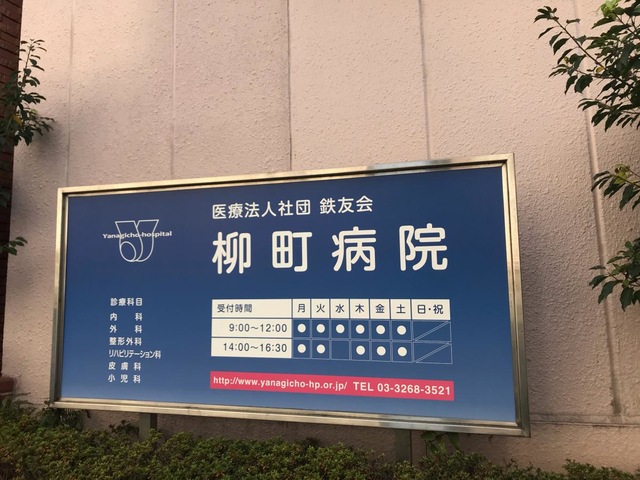 医療法人社団 鉄友会
Yanagicho-hospital
柳町病院
診療科目
内 科
外 科
整形外科
リハビリテーション科
皮膚科
小児科
受付時間 月 火 水 木 金 土 日・祝
9:00〜12:00 ● ● ● ● ● ●
14:00〜16:30 ● ● ● ● ●
http://www.yanagicho-hp.or.jp/ TEL 03-3268-3521